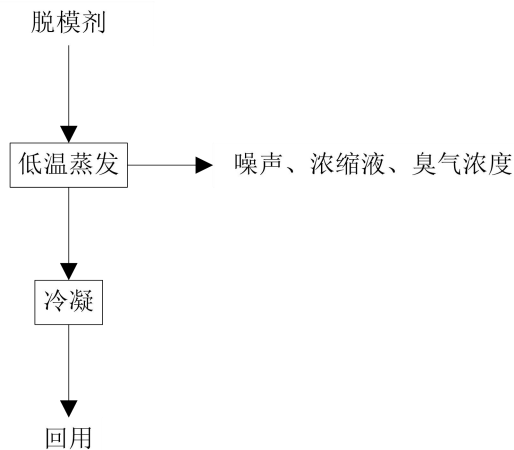 脱模剂
低温蒸发
噪声、浓缩液、臭气浓度
冷凝
回用